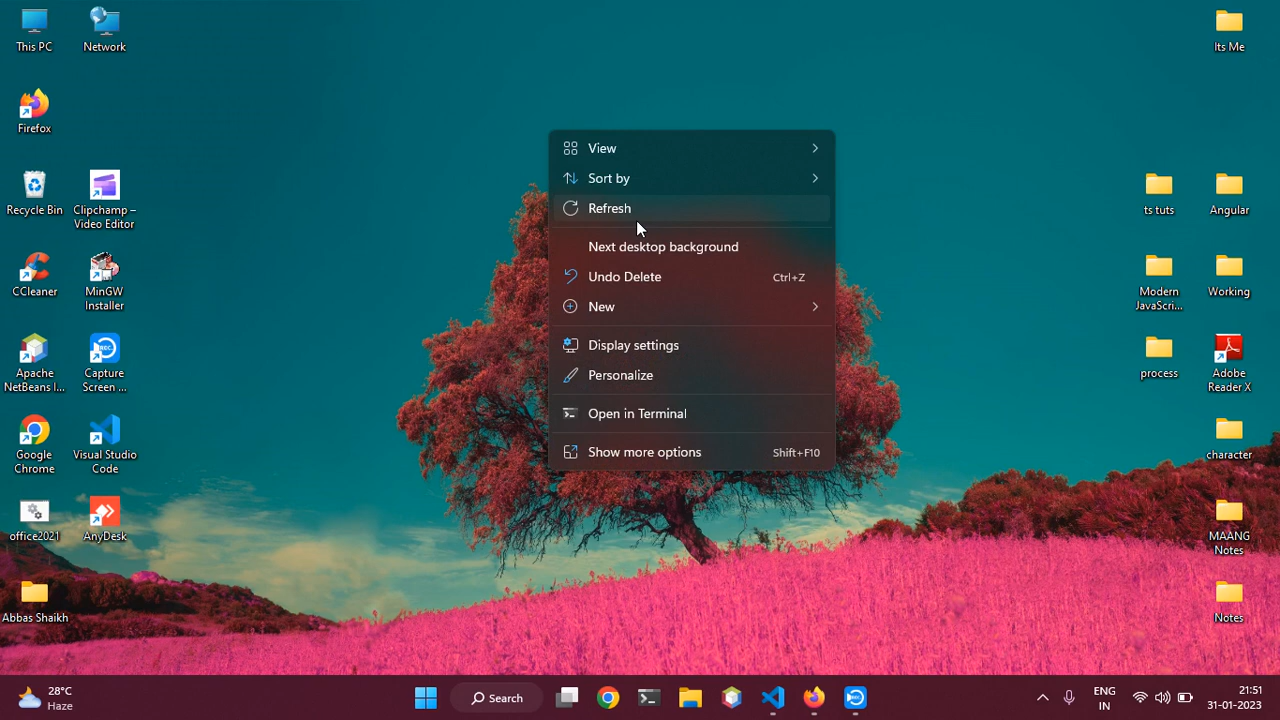 This PC
Network
Its Me
Firefox
Recycle Bin
Clipchamp –
Video Editor
ts tuts
Angular
CCleaner
MinGW
Installer
Modern
JavaScri...
Working
Apache
NetBeans I...
Capture
Screen ...
process
Adobe
Reader X
Google
Chrome
Visual Studio
Code
character
office2021
AnyDesk
MAANG
Notes
Abbas Shaikh
Notes
View
Sort by
Refresh
Next desktop background
Undo Delete Ctrl+Z
New
Display settings
Personalize
Open in Terminal
Show more options Shift+F10
28°C
Haze
Search
REC
ENG
IN
21:51
31-01-2023